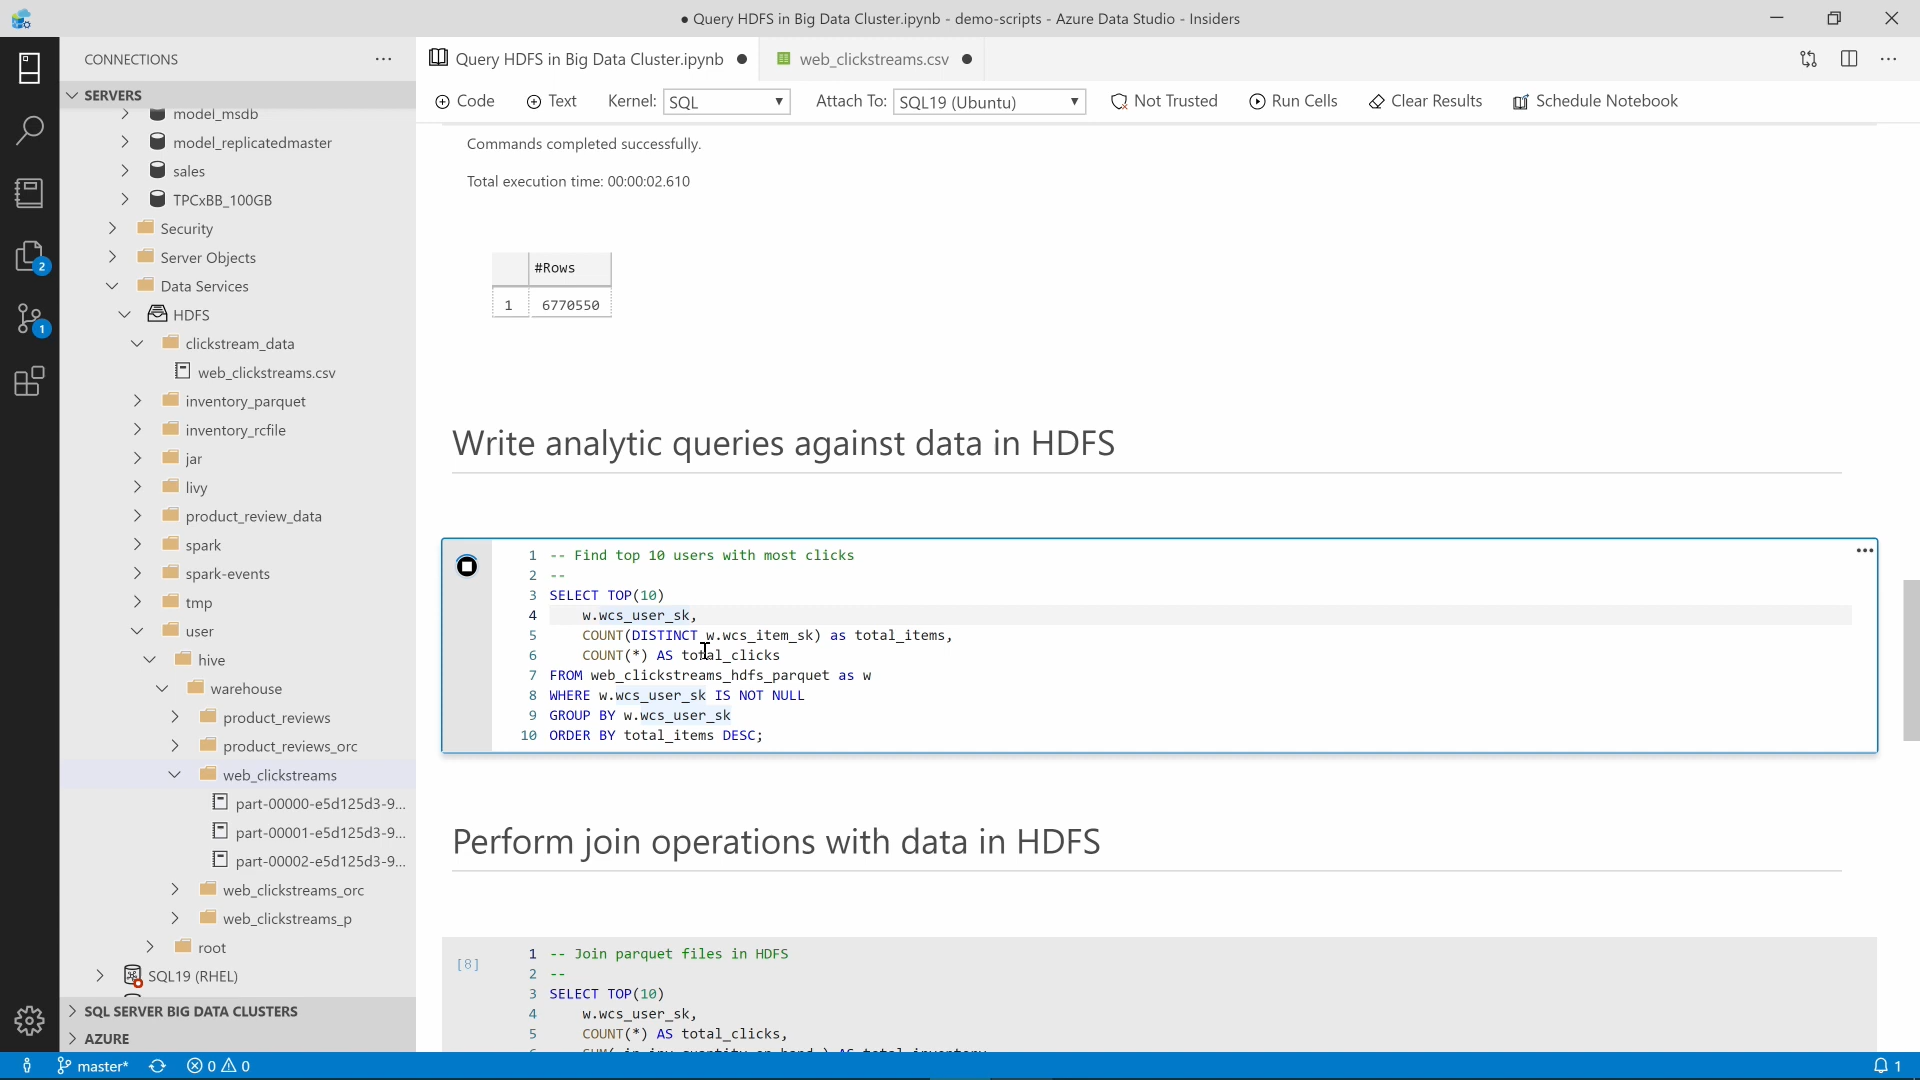 ● Query HDFS in Big Data Cluster.ipynb - demo-scripts - Azure Data Studio - Insiders
CONNECTIONS
SERVERS
model_msdb
model_replicatedmaster
sales
TPCxBB_100GB
Security
Server Objects
Data Services
HDFS
clickstream_data
web_clickstreams.csv
inventory_parquet
inventory_rcfile
jar
livy
product_review_data
spark
spark-events
tmp
user
hive
warehouse
product_reviews
product_reviews_orc
web_clickstreams
part-00000-e5d125d3-9...
part-00001-e5d125d3-9...
part-00002-e5d125d3-9...
web_clickstreams_orc
web_clickstreams_p
root
SQL19 (RHEL)
SQL SERVER BIG DATA CLUSTERS
AZURE
2
1
Query HDFS in Big Data Cluster.ipynb ● web_clickstreams.csv ●
Code Text Kernel: SQL Attach To: SQL19 (Ubuntu) Not Trusted Run Cells Clear Results Schedule Notebook
Commands completed successfully.
Total execution time: 00:00:02.610
#Rows
1 6770550
Write analytic queries against data in HDFS
1 -- Find top 10 users with most clicks
2 --
3 SELECT TOP(10)
4 w.wcs_user_sk,
5 COUNT(DISTINCT w.wcs_item_sk) as total_items,
6 COUNT(*) AS total_clicks
7 FROM web_clickstreams_hdfs_parquet as w
8 WHERE w.wcs_user_sk IS NOT NULL
9 GROUP BY w.wcs_user_sk
10 ORDER BY total_items DESC;
Perform join operations with data in HDFS
[8]
1 -- Join parquet files in HDFS
2 --
3 SELECT TOP(10)
4 w.wcs_user_sk,
5 COUNT(*) AS total_clicks,
master* 0 0 1